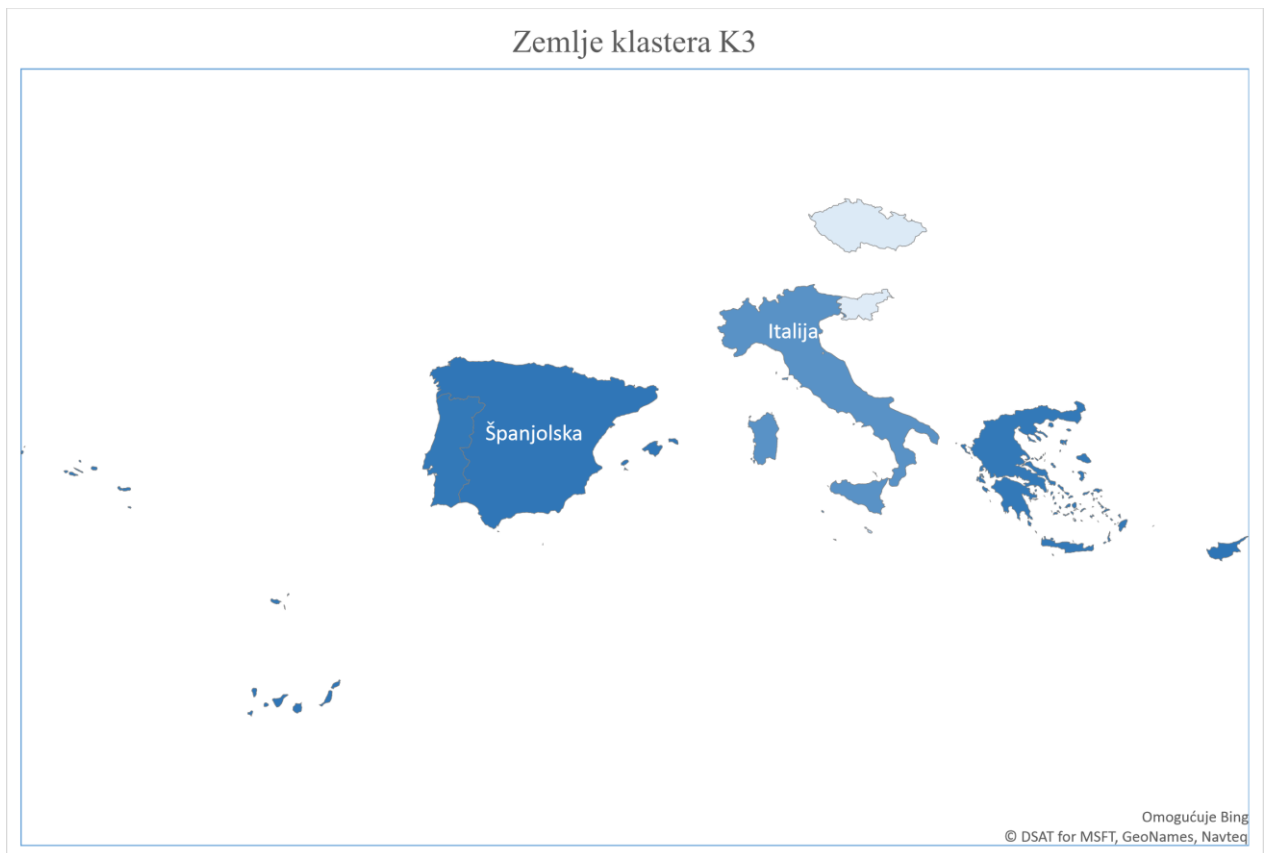 Zemlje klastera K3
Italija
Španjolska
Omogućuje Bing
© DSAT for MSFT, GeoNames, Navteq